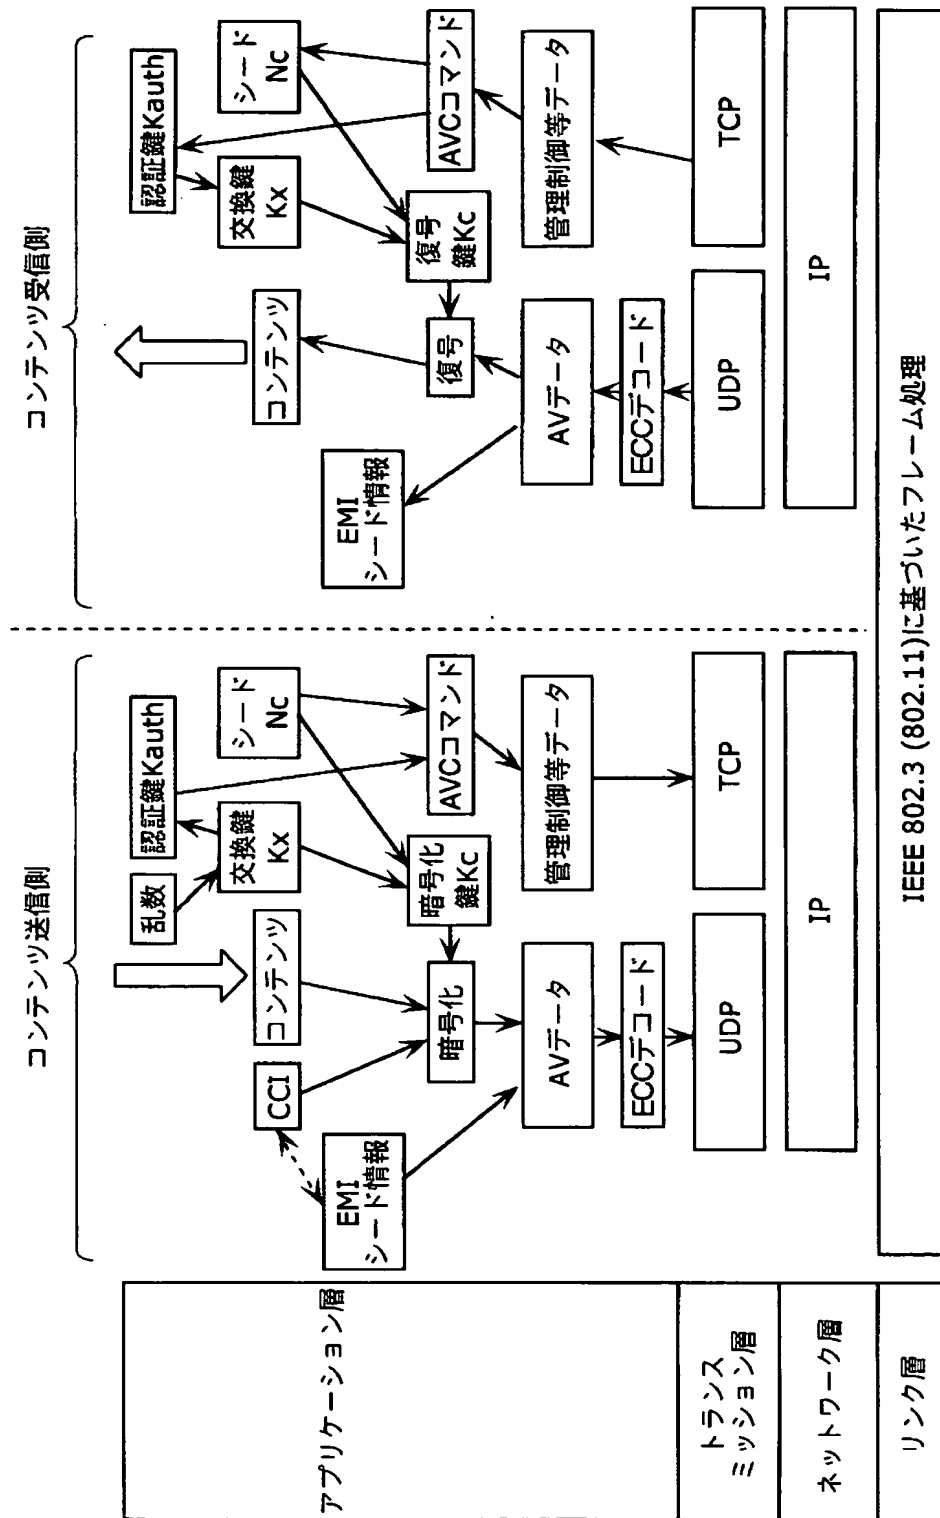 コンテンツ送信側
コンテンツ受信側
アプリケーション層
トランス
ミッション層
ネットワーク層
リンク層
乱数
認証鍵Kauth
CCI
コンテンツ
交換鍵
Kx
シード
Nc
EMI
シード情報
暗号化
暗号化
鍵Kc
AVCコマンド
AVデータ
管理制御等データ
ECCデコード
UDP
TCP
IP
認証鍵Kauth
コンテンツ
交換鍵
Kx
シード
Nc
EMI
シード情報
復号
復号
鍵Kc
AVCコマンド
AVデータ
管理制御等データ
ECCデコード
UDP
TCP
IP
IEEE 802.3 (802.11)に基づいたフレーム処理